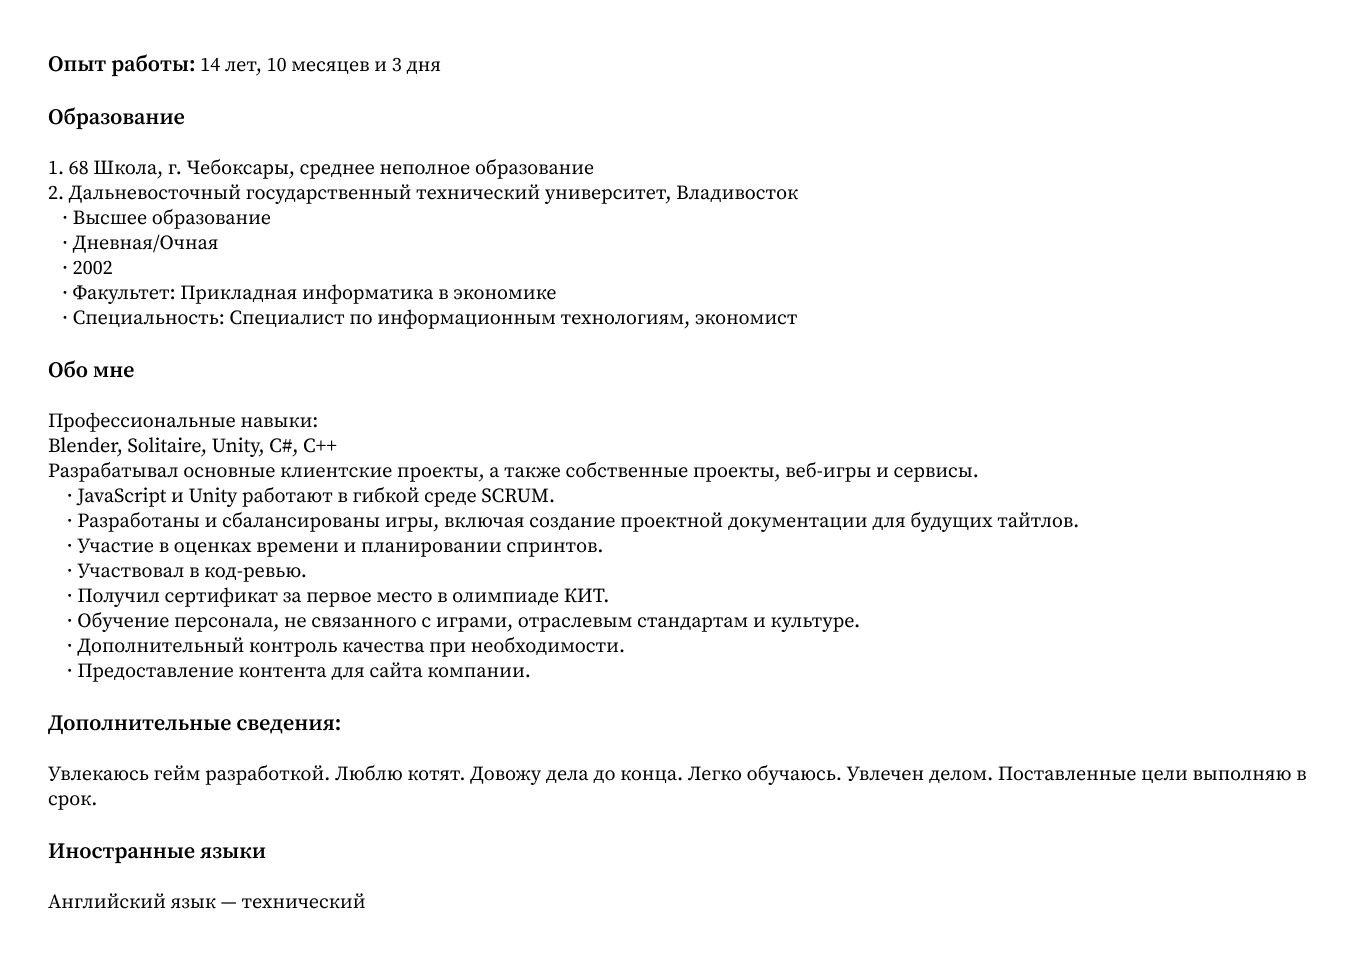 Опыт работы: 14 лет, 10 месяцев и 3 дня
Образование
1. 68 Школа, г. Чебоксары, среднее неполное образование
2. Дальневосточный государственный технический университет, Владивосток
· Высшее образование
· Дневная/Очная
· 2002
· Факультет: Прикладная информатика в экономике
· Специальность: Специалист по информационным технологиям, экономист
Обо мне
Профессиональные навыки:
Blender, Solitaire, Unity, C#, C++
Разрабатывал основные клиентские проекты, а также собственные проекты, веб-игры и сервисы.
· JavaScript и Unity работают в гибкой среде SCRUM.
· Разработаны и сбалансированы игры, включая создание проектной документации для будущих тайтлов.
· Участие в оценках времени и планировании спринтов.
· Участвовал в код-ревью.
· Получил сертификат за первое место в олимпиаде КИТ.
· Обучение персонала, не связанного с играми, отраслевым стандартам и культуре.
· Дополнительный контроль качества при необходимости.
· Предоставление контента для сайта компании.
Дополнительные сведения:
Увлекаюсь гейм разработкой. Люблю котят. Довожу дела до конца. Легко обучаюсь. Увлечен делом. Поставленные цели выполняю в
срок.
Иностранные языки
Английский язык — технический